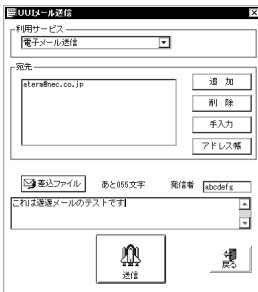 UUIメール送信
利用サービス
電子メール送信
宛先
aterm@nec.co.jp
追 加
削 除
手入力
アドレス帳
差込ファイル あと055文字 発信者 abcdefg
これは遊遊メールのテストです
送信
戻る